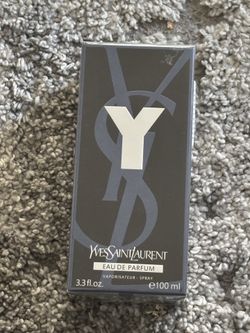 Y
YVESSAINTLAURENT
EAU DE PARFUM
VAPORISATEUR - SPRAY
3.3 fl.oz. ℮ 100 ml